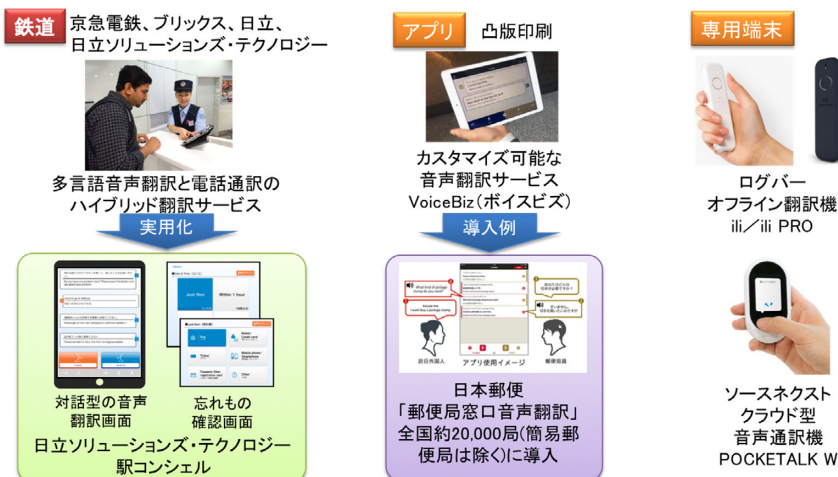 鉄道
京急電鉄、ブリックス、日立、
日立ソリューションズ・テクノロジー
多言語音声翻訳と電話通訳の
ハイブリッド翻訳サービス
実用化
対話型の音声
翻訳画面
忘れもの
確認画面
日立ソリューションズ・テクノロジー
駅コンシェル
アプリ
凸版印刷
カスタマイズ可能な
音声翻訳サービス
VoiceBiz(ボイスビズ)
導入例
訪日外国人
アプリ使用イメージ
郵便局員
日本郵便
「郵便局窓口音声翻訳」
全国約20,000局(簡易郵
便局は除く)に導入
専用端末
ログバー
オフライン翻訳機
ili/ili PRO
ソースネクスト
クラウド型
音声通訳機
POCKETALK W